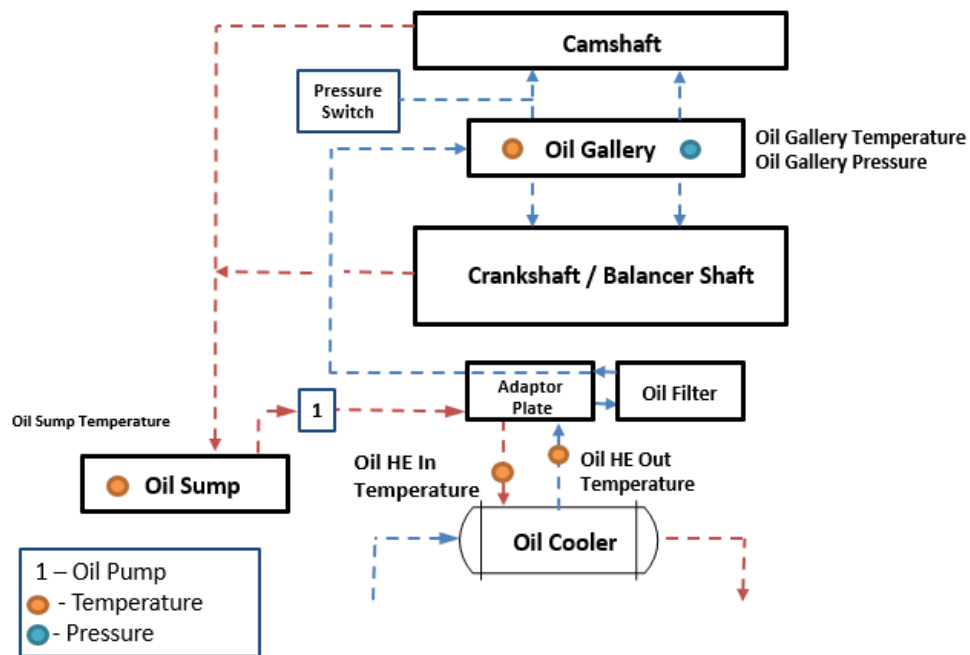 Camshaft
Pressure
Switch
Oil Gallery
Oil Gallery Temperature
Oil Gallery Pressure
Crankshaft / Balancer Shaft
Adaptor
Plate
Oil Filter
1
Oil Sump Temperature
Oil HE In
Temperature
Oil HE Out
Temperature
Oil Sump
Oil Cooler
1 – Oil Pump
- Temperature
- Pressure